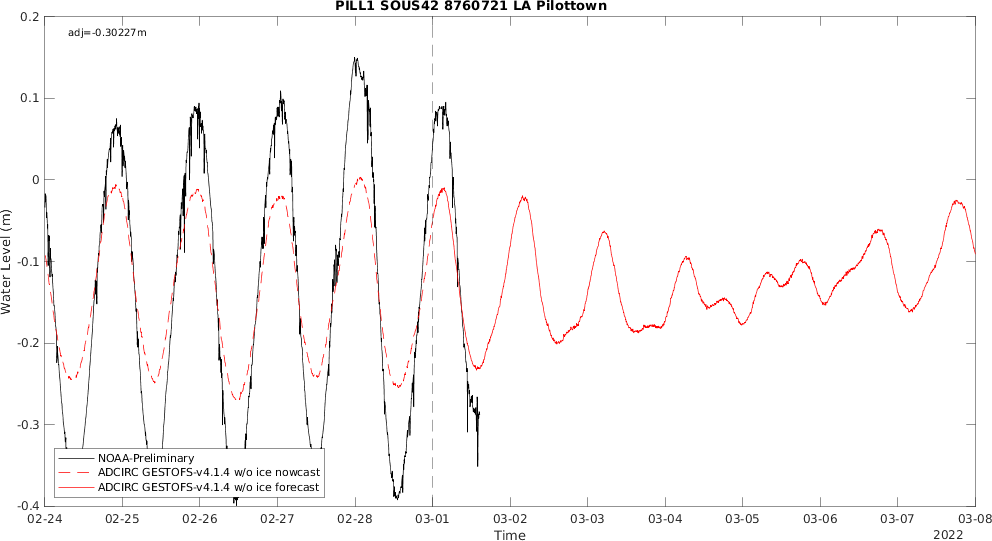 PILL1 SOUS42 8760721 LA Pilottown
adj=-0.30227m
0.2
0.1
0
-0.1
-0.2
-0.3
-0.4
Water Level (m)
NOAA-Preliminary
ADCIRC GESTOFS-v4.1.4 w/o ice nowcast
ADCIRC GESTOFS-v4.1.4 w/o ice forecast
02-24 02-25 02-26 02-27 02-28 03-01 03-02 03-03 03-04 03-05 03-06 03-07 03-08
Time
2022